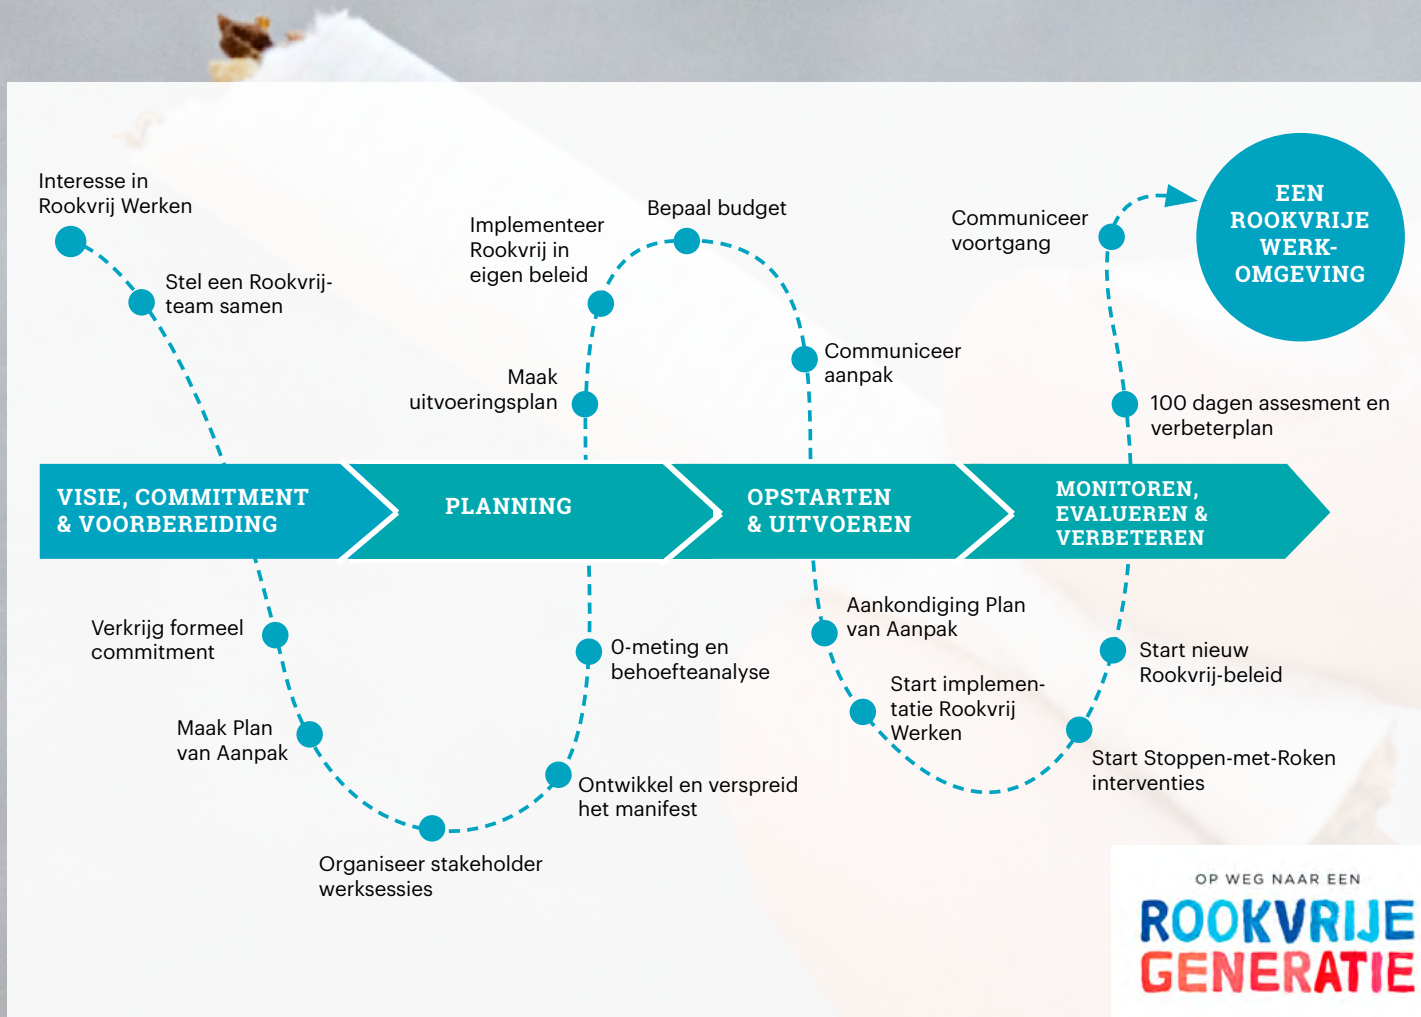 Interesse in
Rookvrij Werken
Stel een Rookvrij-
team samen
Verkrijg formeel
commitment
Maak Plan
van Aanpak
Organiseer stakeholder
werksessies
Ontwikkel en verspreid
het manifest
0-meting en
behoefteanalyse
Maak
uitvoeringsplan
Implementeer
Rookvrij in
eigen beleid
Bepaal budget
Communiceer
aanpak
Aankondiging Plan
van Aanpak
Start implemen-
tatie Rookvrij
Werken
Start Stoppen-met-Roken
interventies
Start nieuw
Rookvrij-beleid
100 dagen assesment en
verbeterplan
Communiceer
voortgang
EEN
ROOKVRIJE
WERK-
OMGEVING
VISIE, COMMITMENT
& VOORBEREIDING
PLANNING
OPSTARTEN
& UITVOEREN
MONITOREN,
EVALUEREN &
VERBETEREN
OP WEG NAAR EEN
ROOKVRIJE
GENERATIE